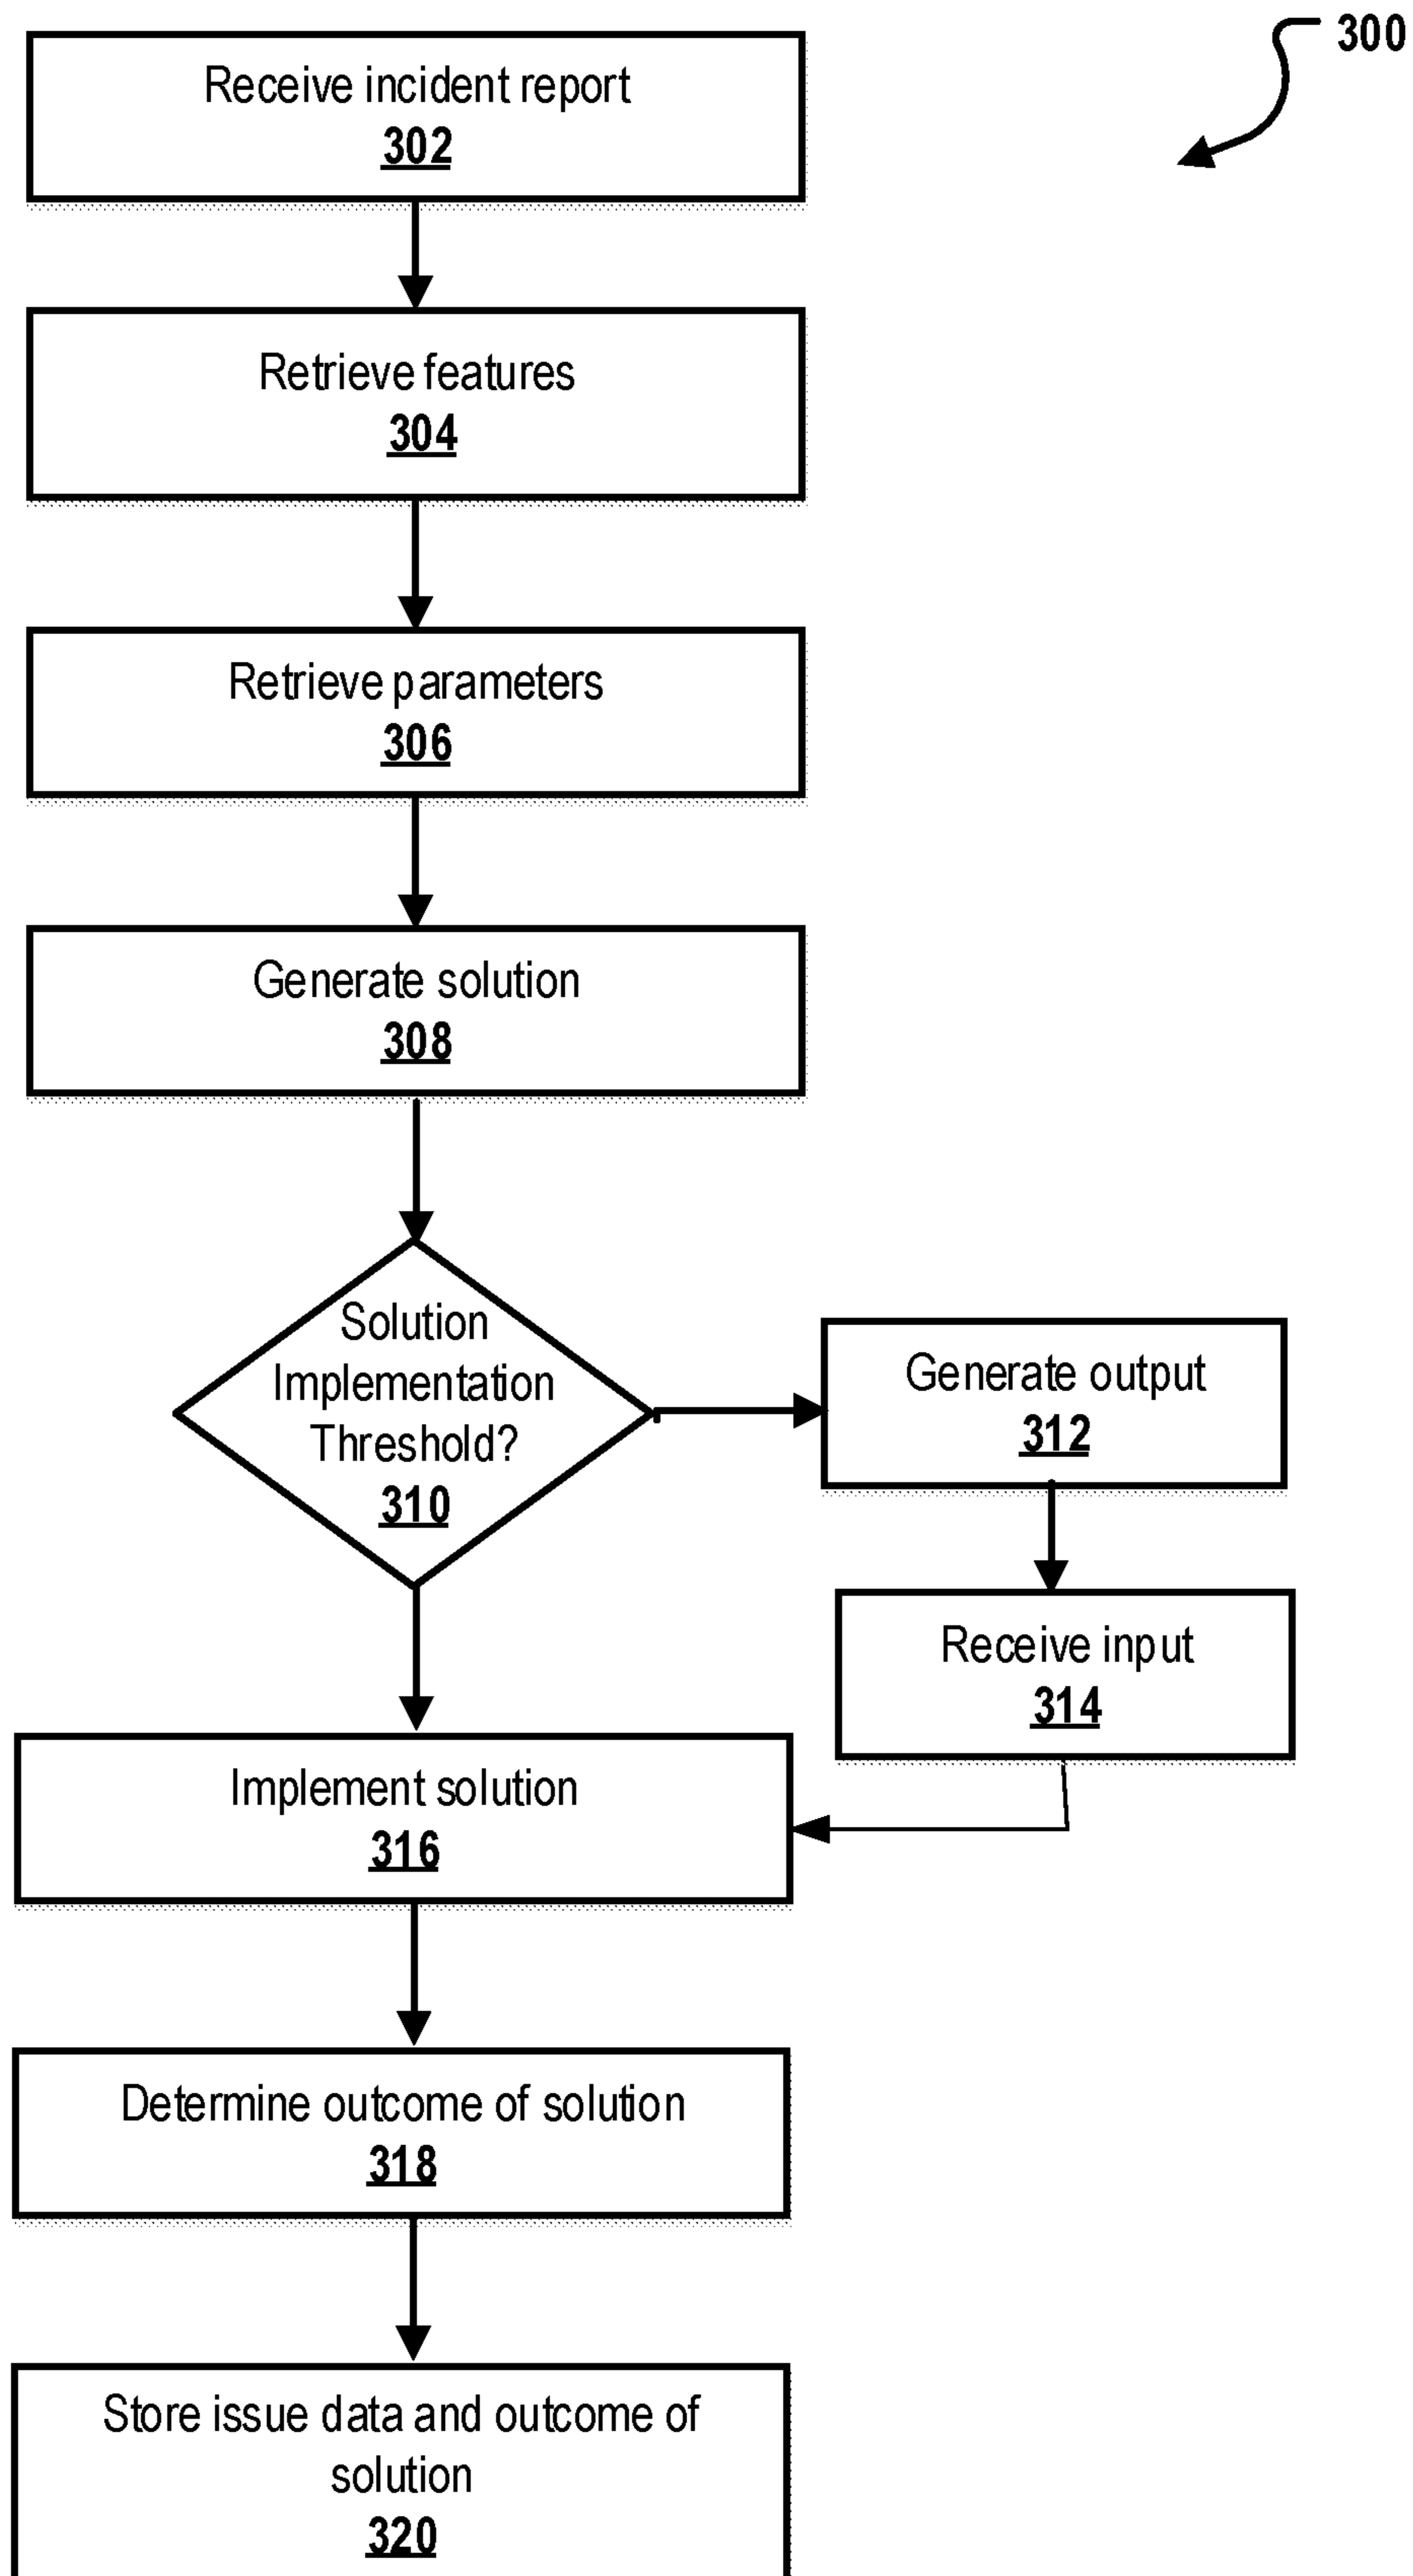 300
Receive incident report
302
Retrieve features
304
Retrieve parameters
306
Generate solution
308
Solution
Implementation
Threshold?
310
Generate output
312
Receive input
314
Implement solution
316
Determine outcome of solution
318
Store issue data and outcome of
solution
320